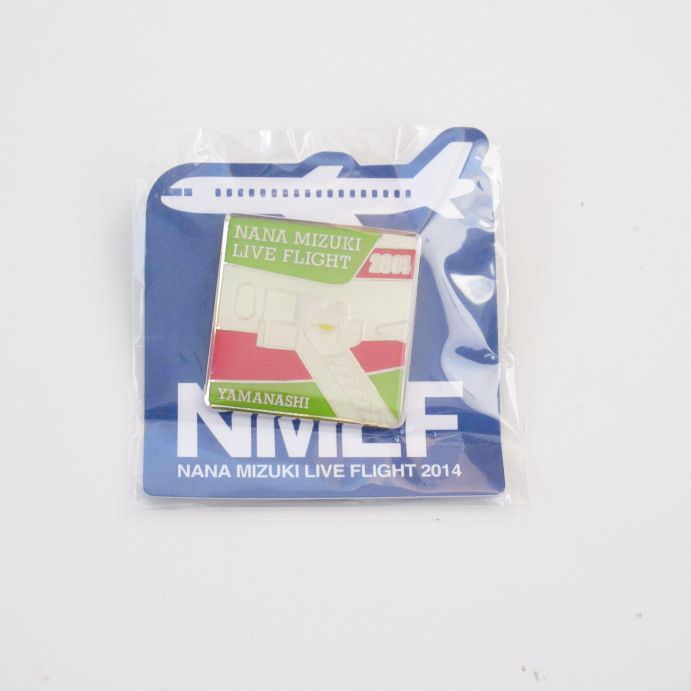 NANA MIZUKI
LIVE FLIGHT
2014
YAMANASHI
NMLF
NANA MIZUKI LIVE FLIGHT 2014